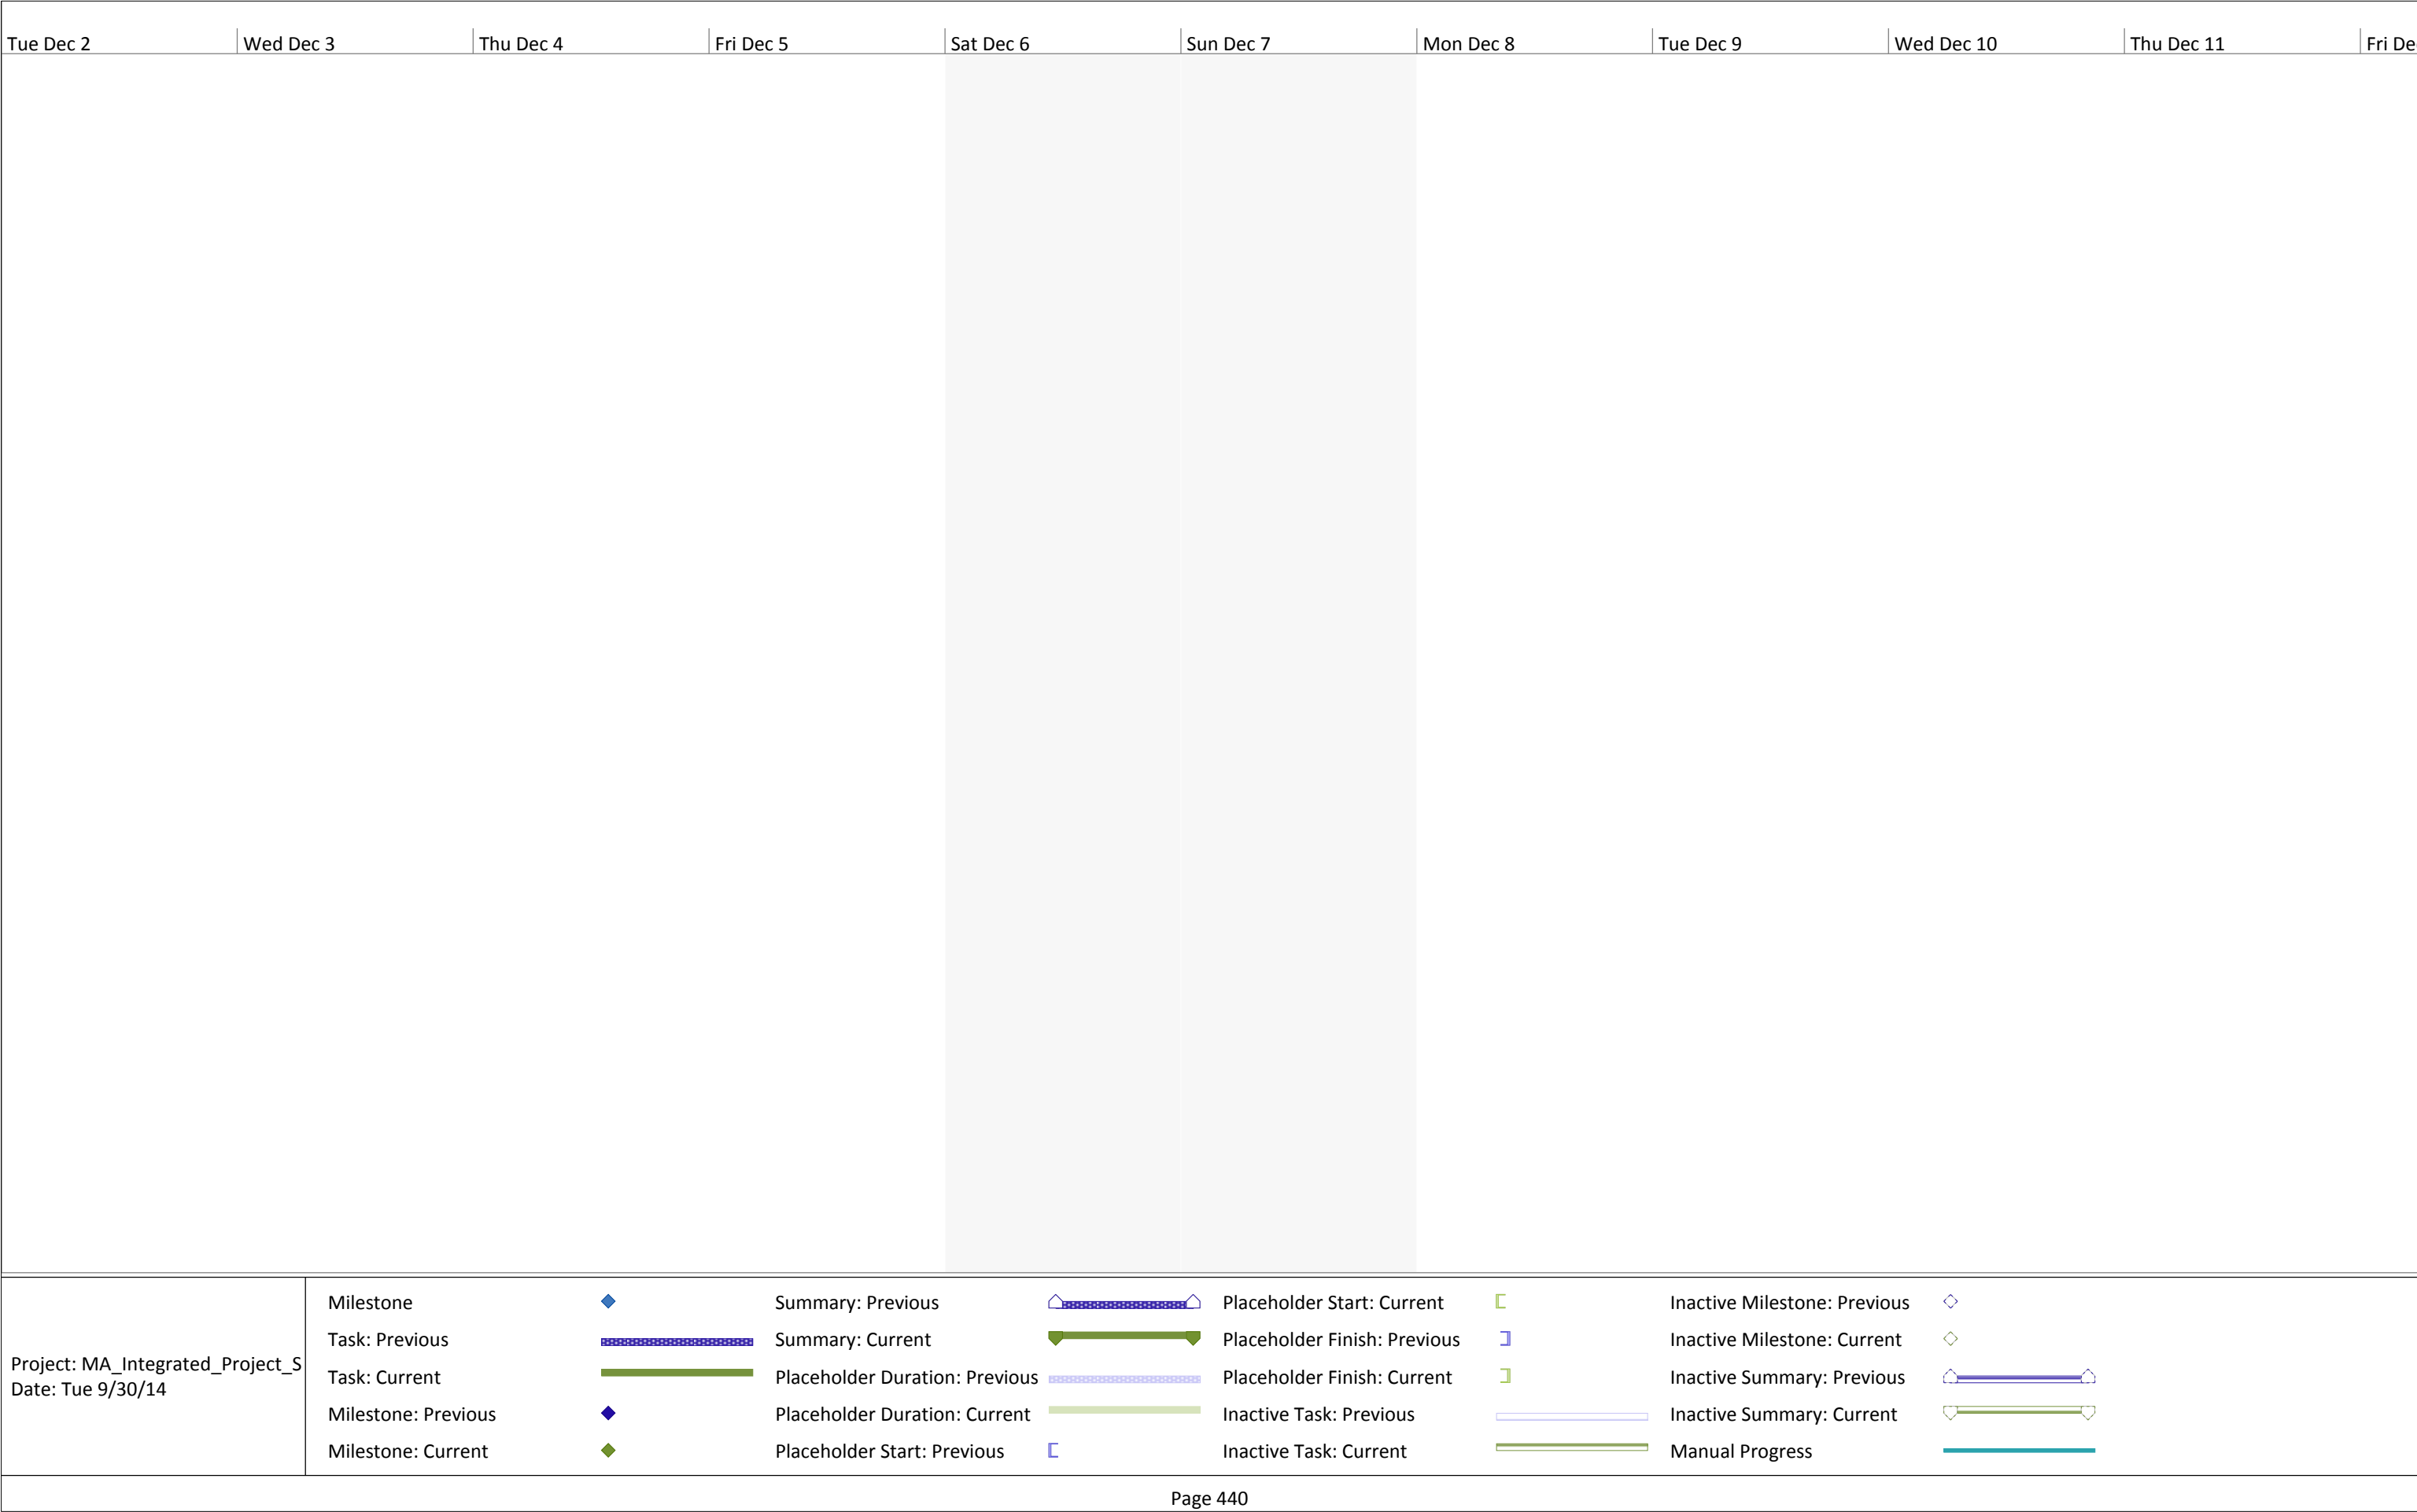 Tue Dec 2 Wed Dec 3 Thu Dec 4 Fri Dec 5 Sat Dec 6 Sun Dec 7 Mon Dec 8 Tue Dec 9 Wed Dec 10 Thu Dec 11 Fri De
Project: MA_Integrated_Project_S
Date: Tue 9/30/14
Milestone
Task: Previous
Task: Current
Milestone: Previous
Milestone: Current
Summary: Previous
Summary: Current
Placeholder Duration: Previous
Placeholder Duration: Current
Placeholder Start: Previous
Placeholder Start: Current
Placeholder Finish: Previous
Placeholder Finish: Current
Inactive Task: Previous
Inactive Task: Current
Inactive Milestone: Previous
Inactive Milestone: Current
Inactive Summary: Previous
Inactive Summary: Current
Manual Progress
Page 440